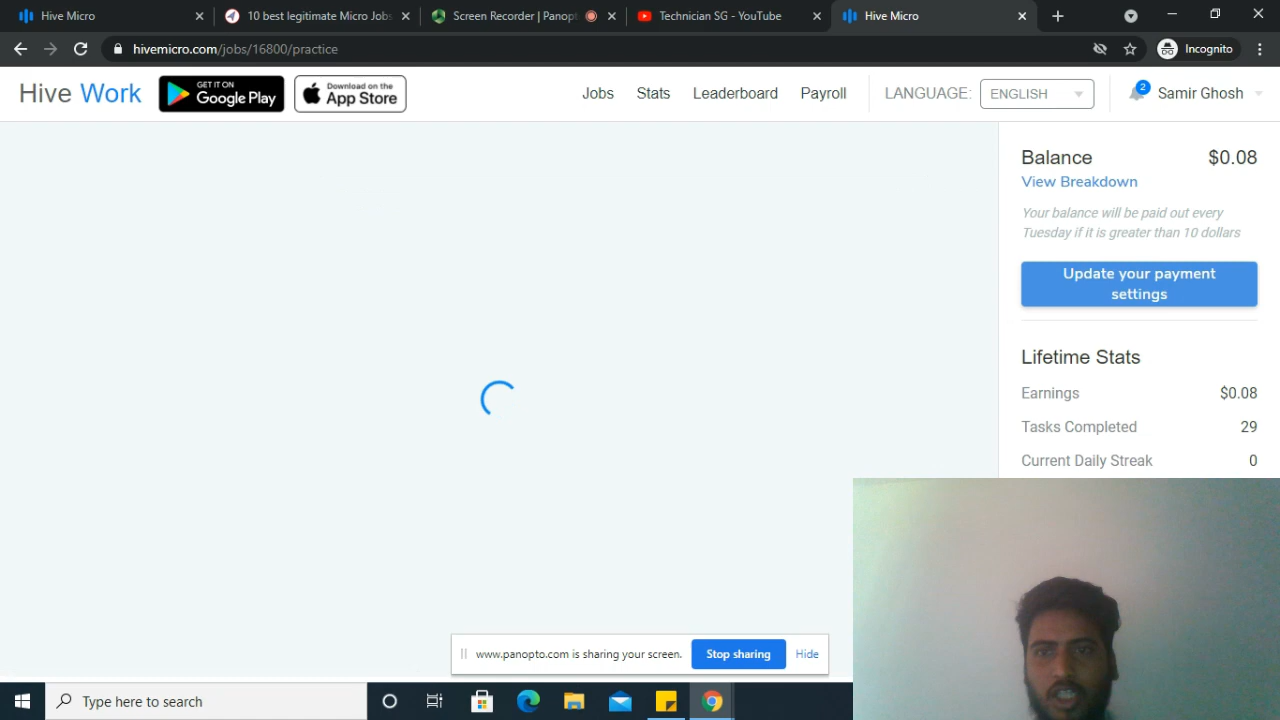 Hive Micro
10 best legitimate Micro Jobs
Screen Recorder | Panopt
Technician SG - YouTube
Hive Micro
hivemicro.com/jobs/16800/practice
Incognito
Hive Work
GET IT ON
Google Play
Download on the
App Store
Jobs
Stats
Leaderboard
Payroll
LANGUAGE:
ENGLISH
2
Samir Ghosh
Balance $0.08
View Breakdown
Your balance will be paid out every
Tuesday if it is greater than 10 dollars
Update your payment
settings
Lifetime Stats
Earnings $0.08
Tasks Completed 29
Current Daily Streak 0
www.panopto.com is sharing your screen.
Stop sharing
Hide
Type here to search